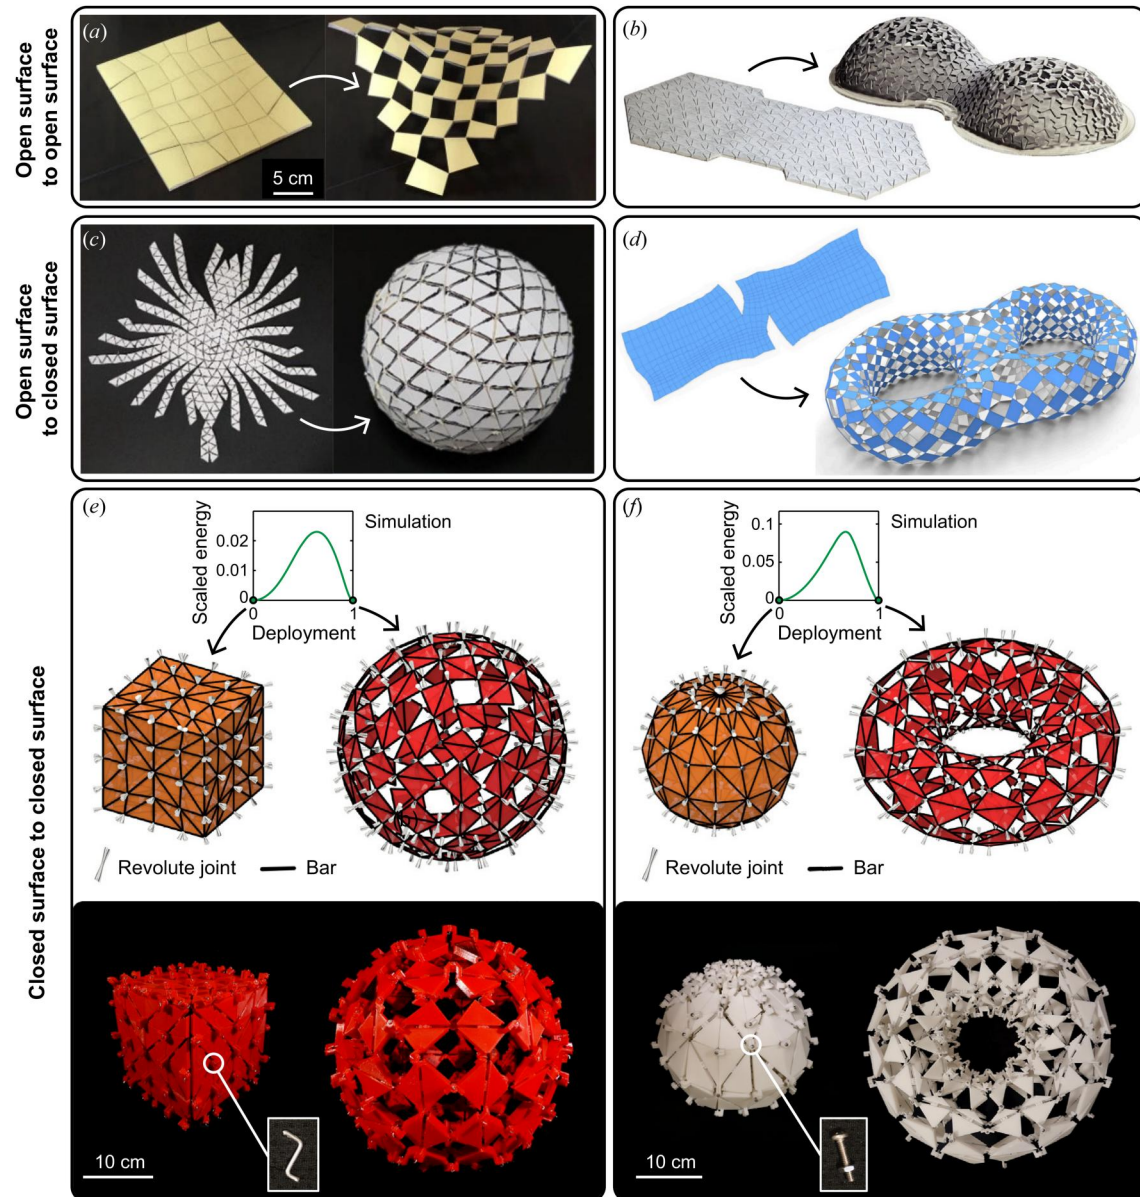 Open surface
to open surface
(a)
5 cm
(b)
Open surface
to closed surface
(c)
(d)
Closed surface to closed surface
(e)
Scaled energy
0.02
0.01
0
0
1
Deployment
Simulation
Revolute joint
Bar
10 cm
(f)
Scaled energy
0.1
0.05
0
0
1
Deployment
Simulation
Revolute joint
Bar
10 cm